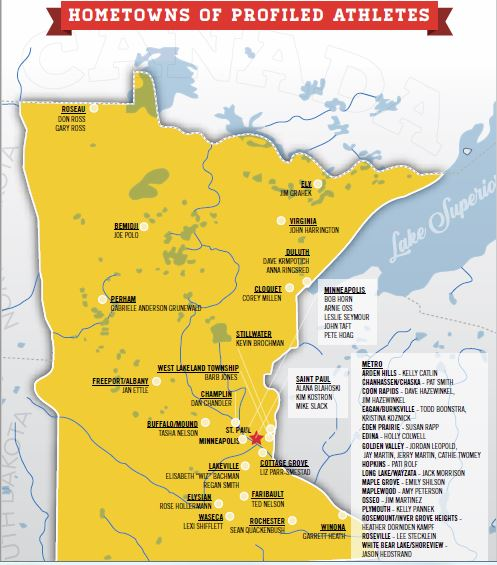 HOMETOWNS OF PROFILED ATHLETES
CANADA
ROSEAU
DON ROSS
GARY ROSS
ELY
JIM GRAHEK
BEMIDJI
JOE POLO
VIRGINIA
JOHN HARRINGTON
Lake Superior
DULUTH
DAVE KRMPOTICH
ANNA RINGSRED
CLOQUET
COREY MILLEN
MINNEAPOLIS
BOB HORN
ARNIE OSS
LESLIE SEYMOUR
JOHN TAFT
PETE HOAG
PERHAM
GABRIELE ANDERSON GRUNEWALD
STILLWATER
KEVIN BROCHMAN
WEST LAKELAND TOWNSHIP
BARB JONES
FREEPORT/ALBANY
JAN ETTLE
SAINT PAUL
ALANA BLAHOSKI
KIM KOSTRON
MIKE SLACK
CHAMPLIN
DAN CHANDLER
BUFFALO/MOUND
TASHA NELSON
ST. PAUL
MINNEAPOLIS
METRO
ARDEN HILLS - KELLY CATLIN
CHANHASSEN/CHASKA - PAT SMITH
COON RAPIDS - DAVE HAZEWINKEL,
JIM HAZEWINKEL
EAGAN/BURNSVILLE - TODD BOONSTRA,
KRISTINA KOZNICK
EDEN PRAIRIE - SUSAN RAPP
EDINA - HOLLY COLWELL
GOLDEN VALLEY - JORDAN LEOPOLD,
JAY MARTIN, JERRY MARTIN, CATHIE TWOMEY
HOPKINS - PATI ROLF
LONG LAKE/WAYZATA - JACK MORRISON
MAPLE GROVE - EMILY SHILSON
MAPLEWOOD - AMY PETERSON
OSSEO - JIM MARTINEZ
PLYMOUTH - KELLY PANNEK
ROSEMOUNT/INVER GROVE HEIGHTS -
HEATHER DORNIDEN KAMPF
ROSEVILLE - LEE STECKLEIN
WHITE BEAR LAKE/SHOREVIEW -
JASON HEDSTRAND
LAKEVILLE
ELISABETH "WIZ" BACHMAN
REGAN SMITH
COTTAGE GROVE
LIZ PARR-SMESTAD
ELYSIAN
ROSE HOLLERMANN
FARIBAULT
TED NELSON
WASECA
LEXI SHIFFLETT
ROCHESTER
SEAN QUACKENBUSH
WINONA
GARRETT HEATH